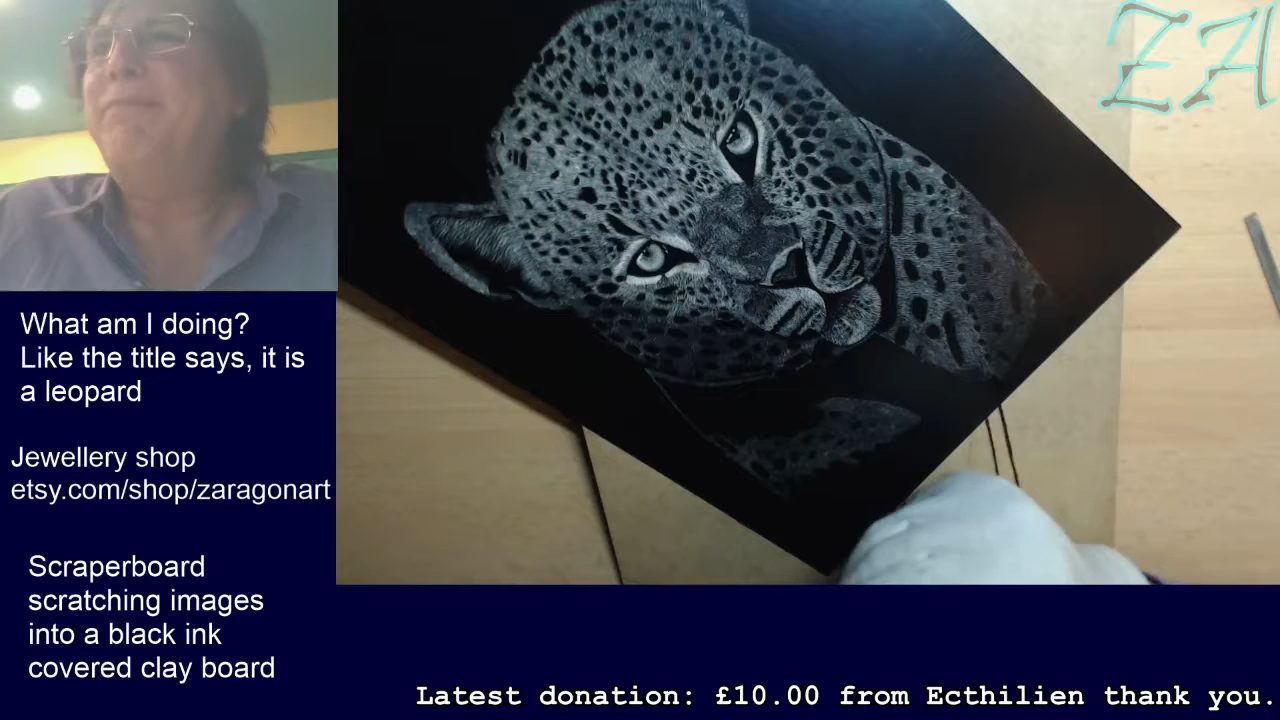 ZA
What am I doing?
Like the title says, it is
a leopard
Jewellery shop
etsy.com/shop/zaragonart
Scraperboard
scratching images
into a black ink
covered clay board
Latest donation: £10.00 from Ecthilien thank you.